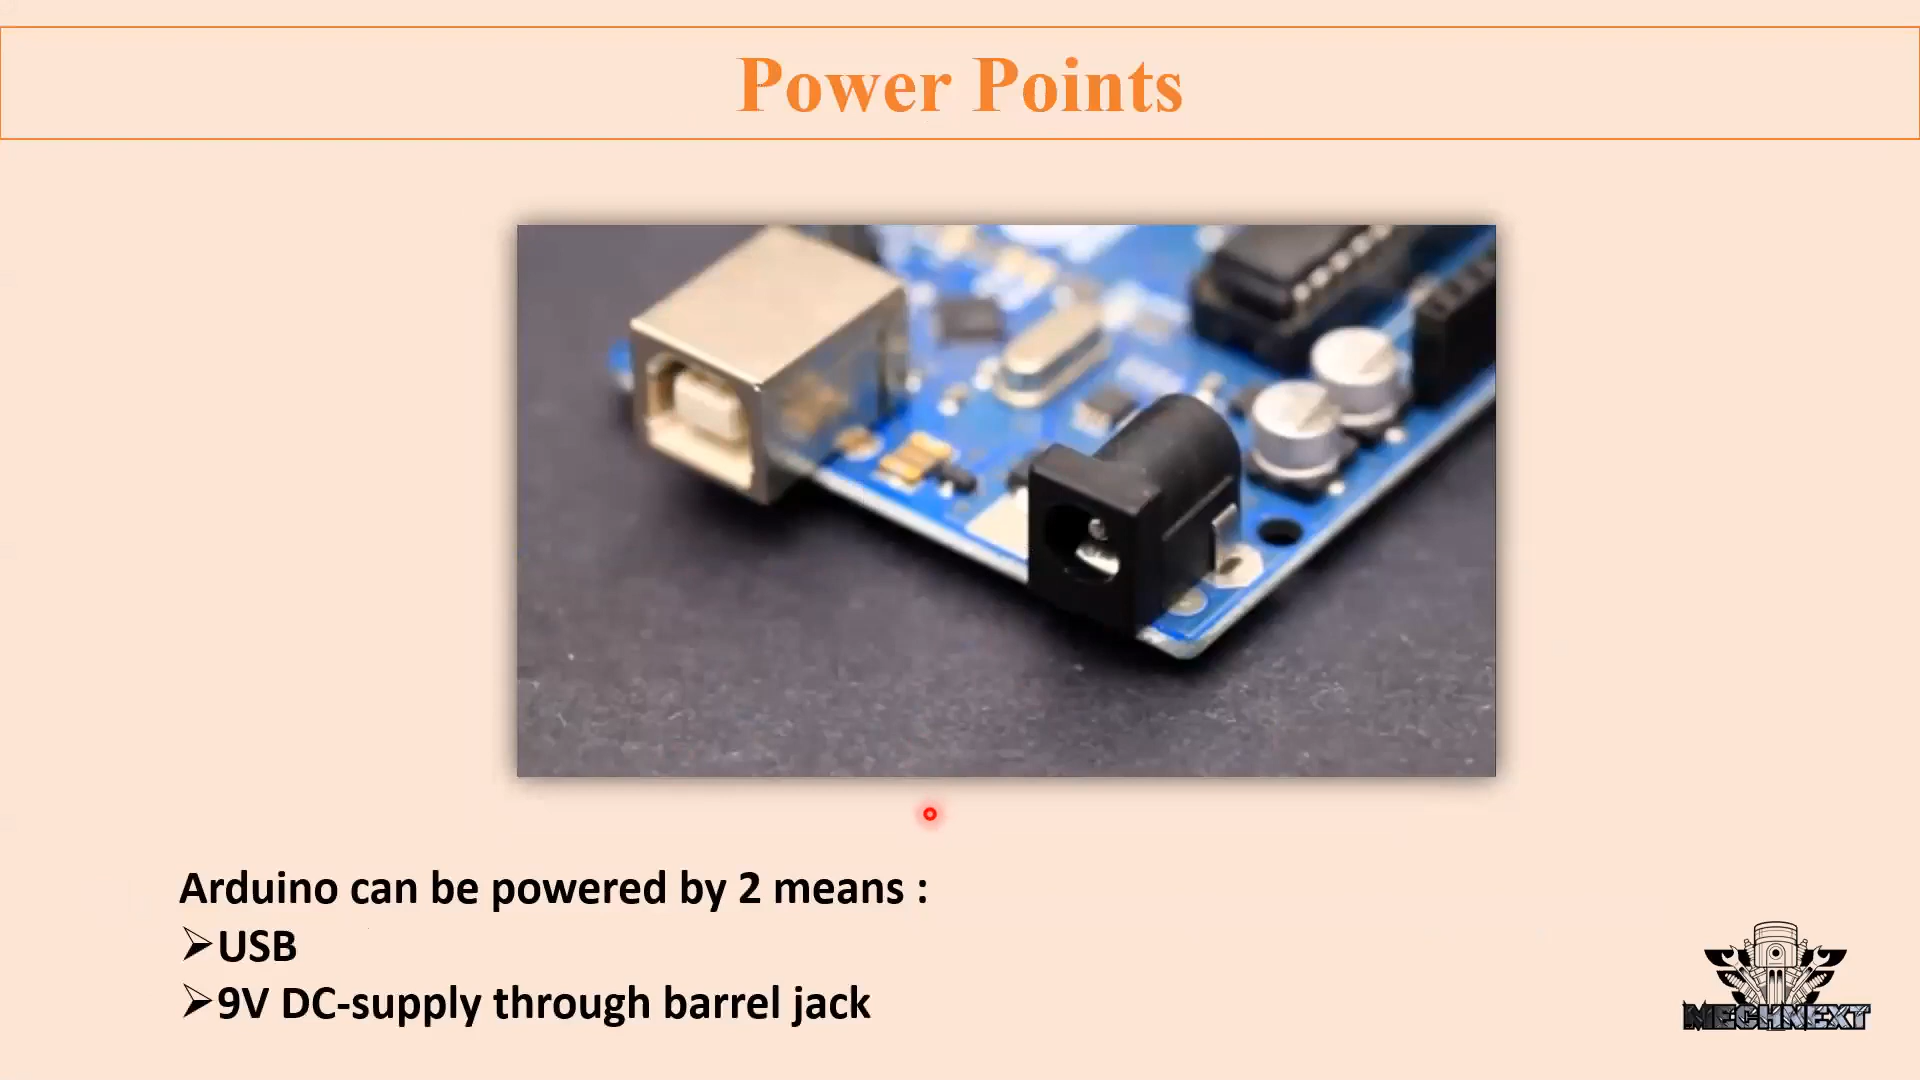 Power Points
Arduino can be powered by 2 means :
➢USB
➢9V DC-supply through barrel jack
MECHNEXT